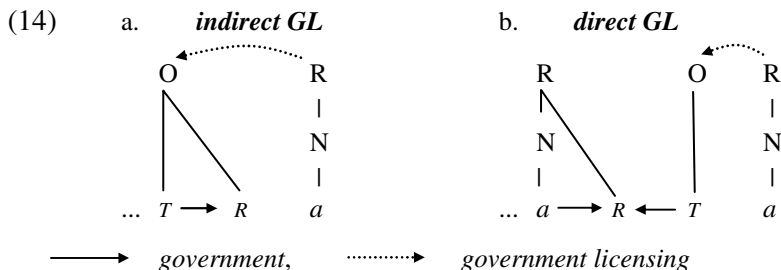 (14) a. indirect GL b. direct GL
O R R O R
N N N
... T R a ... a R T a
government, government licensing